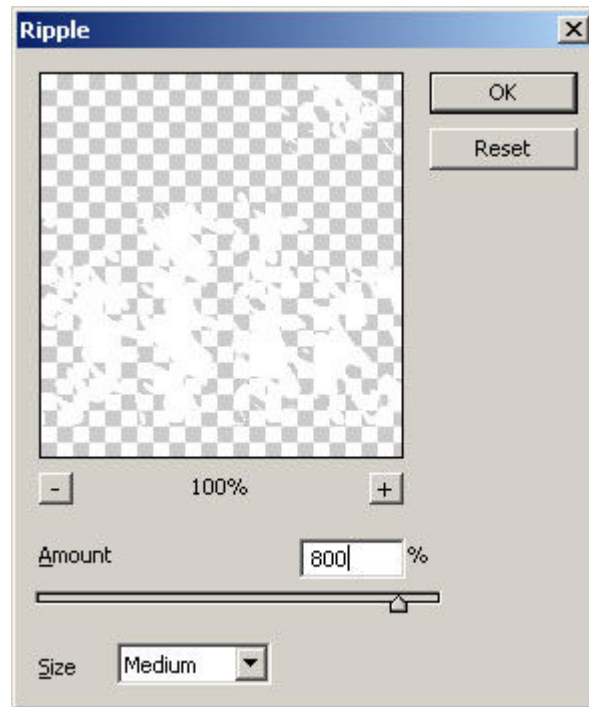 Ripple
OK
Reset
- 100% +
Amount 800 %
Size Medium